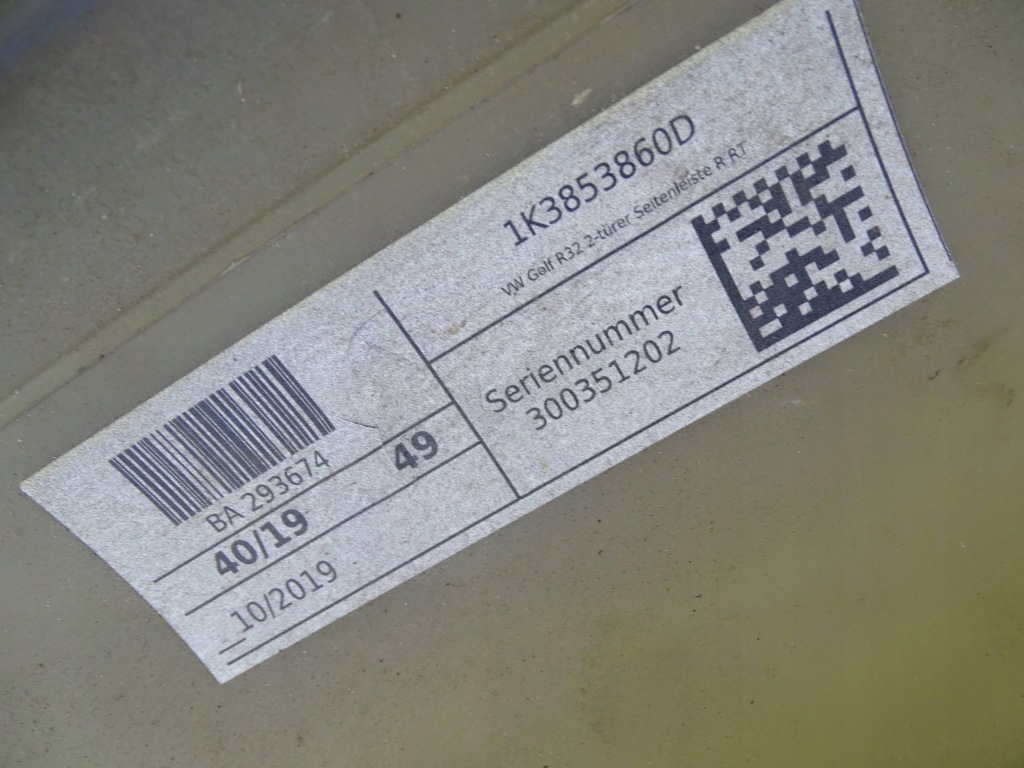 1K3853860D
VW Golf R32 2-türer Seitenleiste R RT
Seriennummer
300351202
BA 293674
40/19 49
10/2019